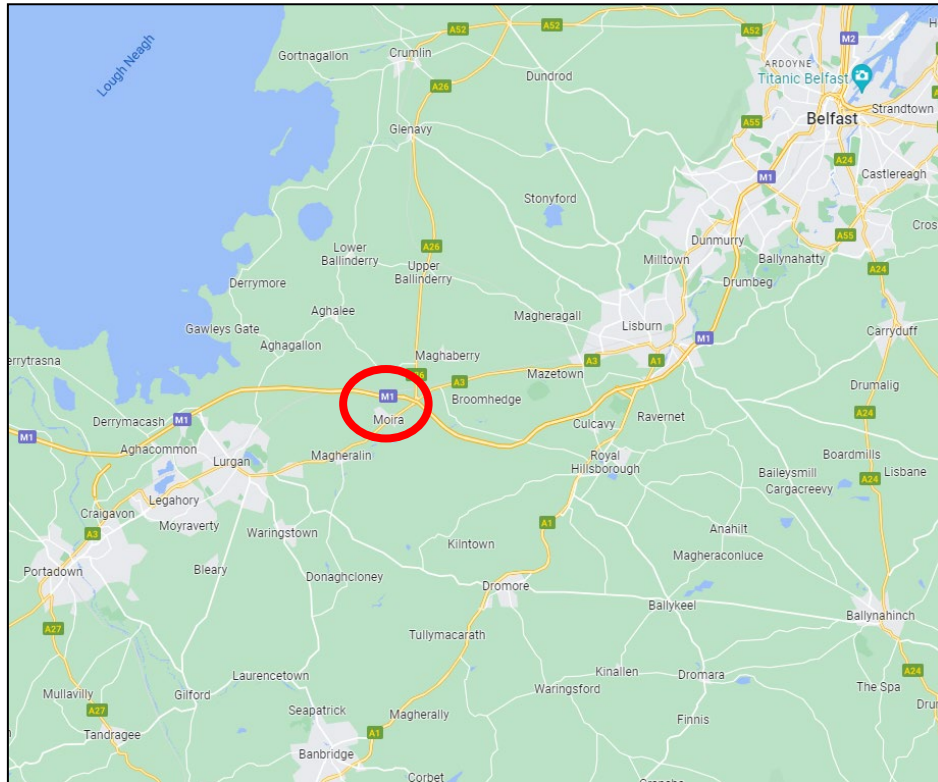 A52
A52
M2
Gortnagallon
Crumlin
ARDOYNE
Lough Neagh
Dundrod
Titanic Belfast
A26
Strandtown
Belfast
A55
Glenavy
A24
Castlereagh
M1
Stonyford
A55
Dunmurry
Lower
Ballinderry
A26
Upper
Ballinderry
Milltown
Ballynahatty
A24
Derrymore
Drumbeg
Aghalee
Magheragall
Lisburn
Gawleys Gate
M1
Carryduff
Aghagallon
Maghaberry
A3
A1
A3
Mazetown
Drumalig
M1
Broomhedge
Ravernet
Derrymacash
M1
Moira
Culcavy
A24
M1
Aghacommon
Magheralin
Royal
Hillsborough
Boardmills
Lisbane
Lurgan
Baileysmill
Legahory
Cargacreevy
A24
Craigavon
Moyraverty
A1
Anahilt
A3
Waringstown
Kilntown
Magheraconluce
Portadown
Bleary
Donaghcloney
Dromore
Ballykeel
Ballynahinch
A27
Tullymacarath
Laurencetown
Kinallen
Dromara
A24
Mullavilly
Gilford
Waringsford
The Spa
A27
Seapatrick
Magherally
Finnis
Tandragee
A1
Banbridge
Corbet